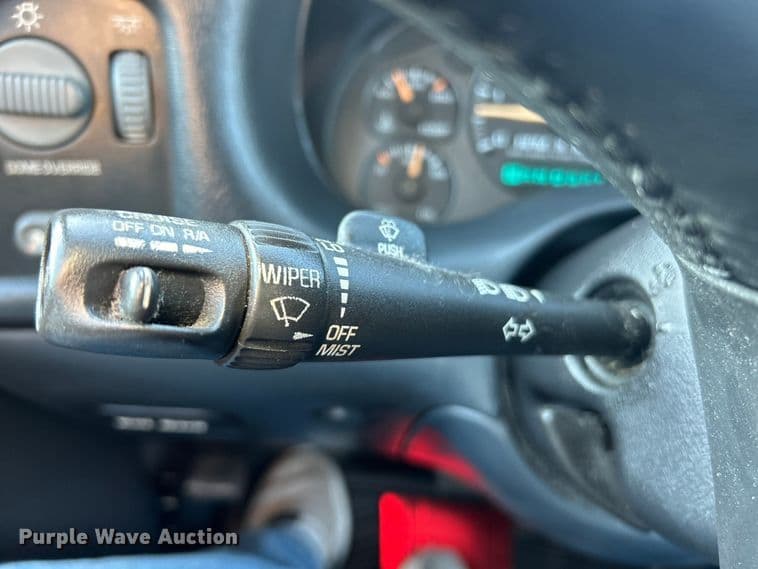 DOME OVERRIDE
CRUISE
OFF ON R/A
WIPER
PUSH
OFF
MIST
Purple Wave Auction